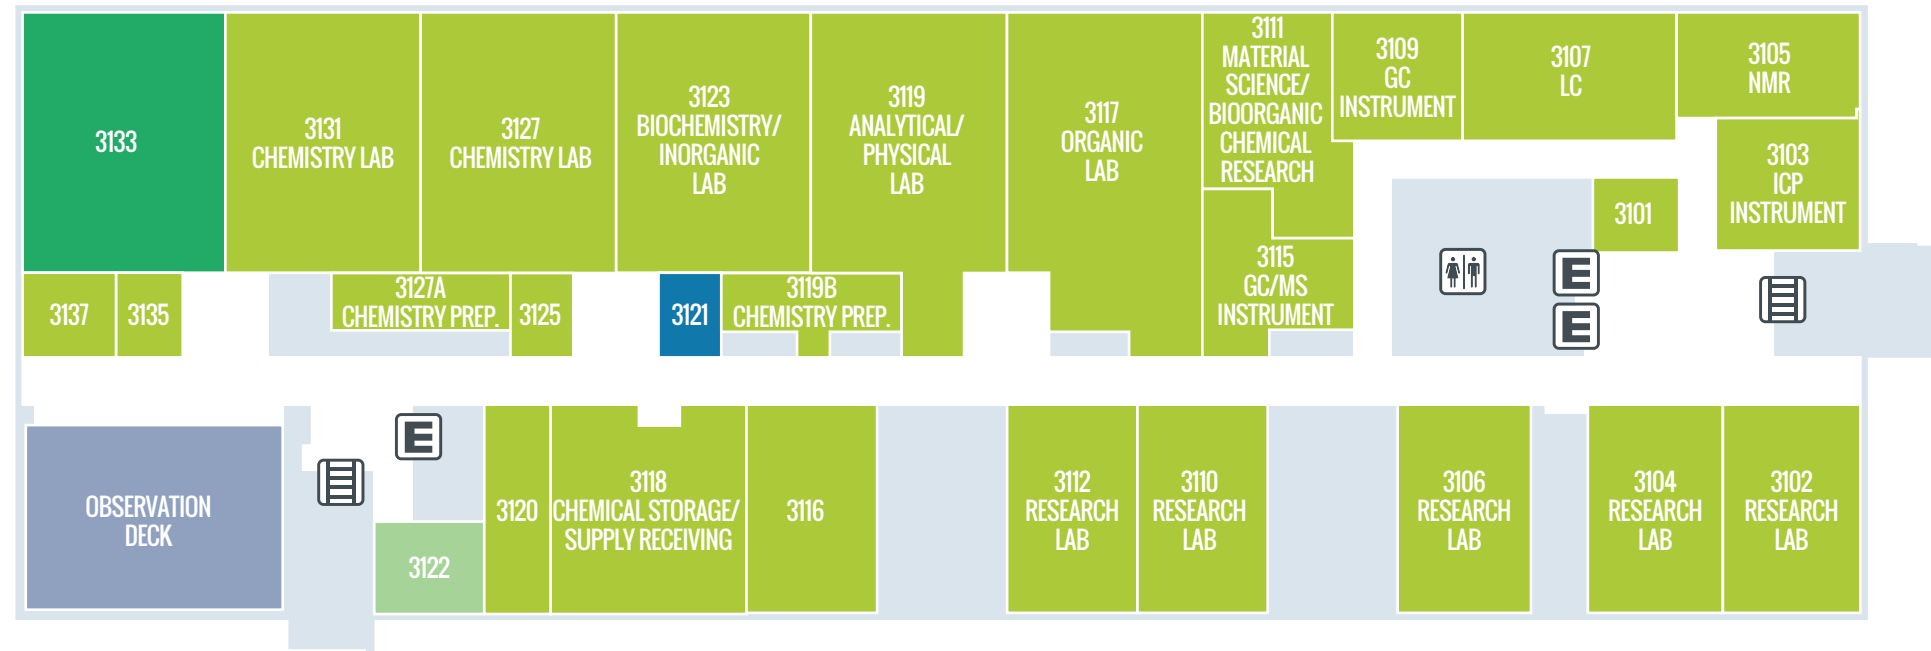 3133
3131
CHEMISTRY LAB
3127
CHEMISTRY LAB
3123
BIOCHEMISTRY/
INORGANIC
LAB
3119
ANALYTICAL/
PHYSICAL
LAB
3117
ORGANIC
LAB
3111
MATERIAL
SCIENCE/
BIOORGANIC
CHEMICAL
RESEARCH
3109
GC
INSTRUMENT
3107
LC
3105
NMR
3103
ICP
INSTRUMENT
3101
3137
3135
3127A
CHEMISTRY PREP.
3125
3121
3119B
CHEMISTRY PREP.
3115
GC/MS
INSTRUMENT
E
E
OBSERVATION
DECK
E
3122
3120
3118
CHEMICAL STORAGE/
SUPPLY RECEIVING
3116
3112
RESEARCH
LAB
3110
RESEARCH
LAB
3106
RESEARCH
LAB
3104
RESEARCH
LAB
3102
RESEARCH
LAB